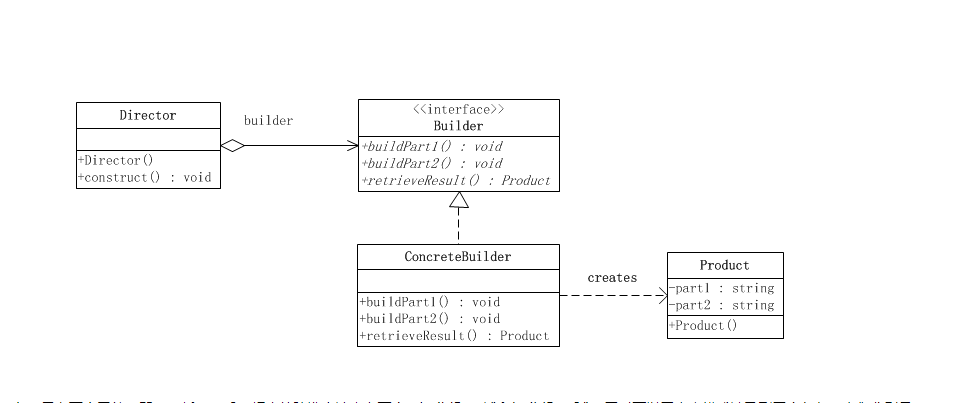 Director
+Director()
+construct() : void
builder
<<interface>>
Builder
+buildPart1() : void
+buildPart2() : void
+retrieveResult() : Product
ConcreteBuilder
+buildPart1() : void
+buildPart2() : void
+retrieveResult() : Product
creates
Product
-part1 : string
-part2 : string
+Product()